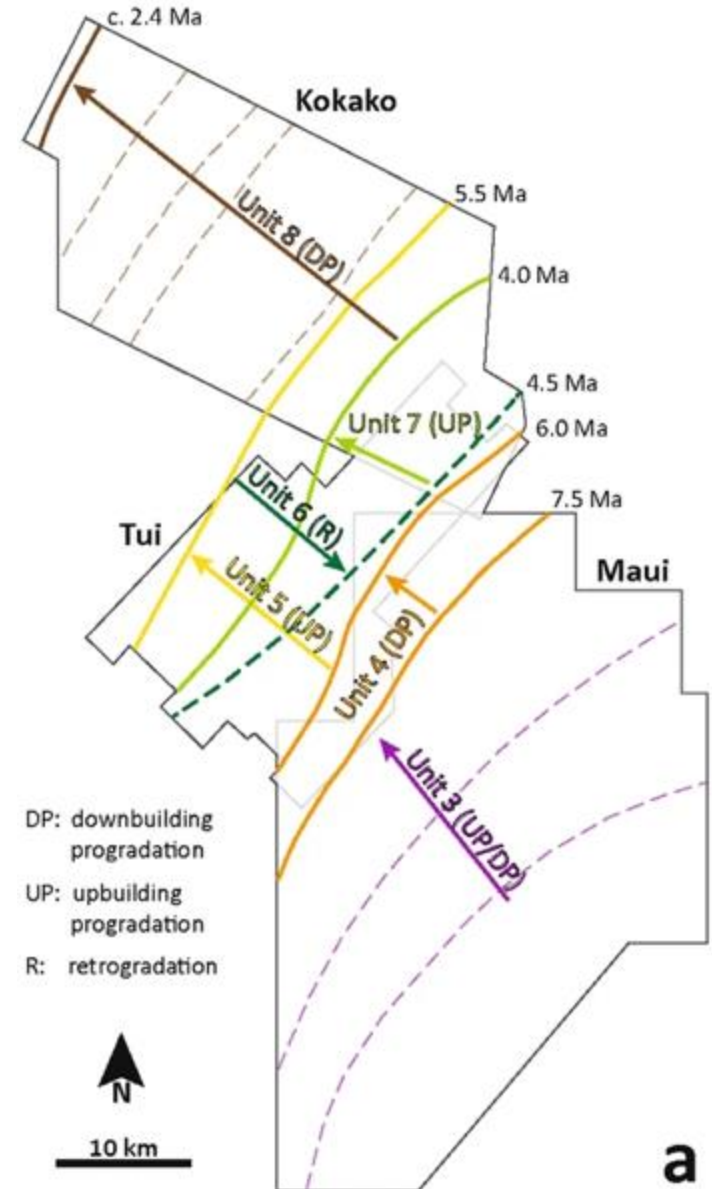 c. 2.4 Ma
Kokako
5.5 Ma
Unit 8 (DP)
4.0 Ma
4.5 Ma
Unit 7 (UP)
6.0 Ma
Unit 6 (R)
7.5 Ma
Tui
Maui
Unit 5 (UP)
Unit 4 (DP)
Unit 3 (UP/DP)
DP: downbuilding
progradation
UP: upbuilding
progradation
R: retrogradation
N
10 km
a